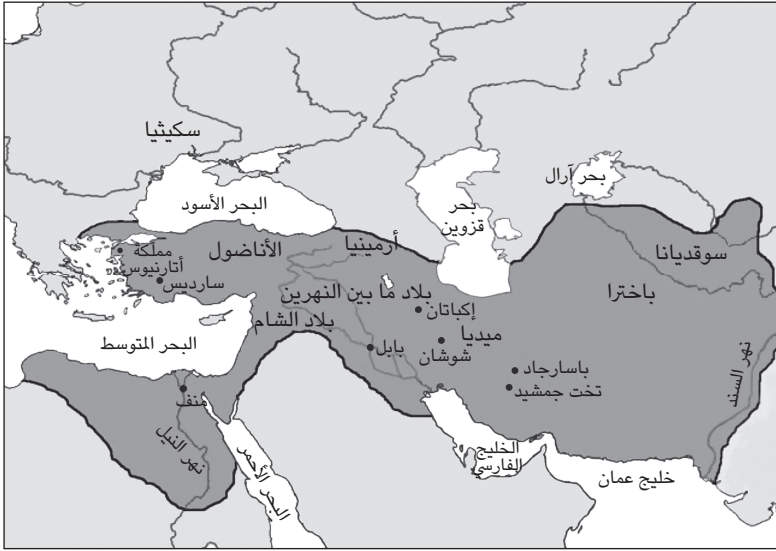 سكيثيا
البحر الأسود
بحر آرال
بحر
قزوين
أرمينيا
الأناضول
مملكة
أتارنيوس
سارديس
سوقديانا
باخترا
بلاد ما بين النهرين
إكباتان
بلاد الشام
ميديا
شوشان
بابل
البحر المتوسط
باسارجاد
تخت جمشيد
نهر السند
منف
نهر النيل
البحر الأحمر
الخليج
الفارسي
خليج عمان